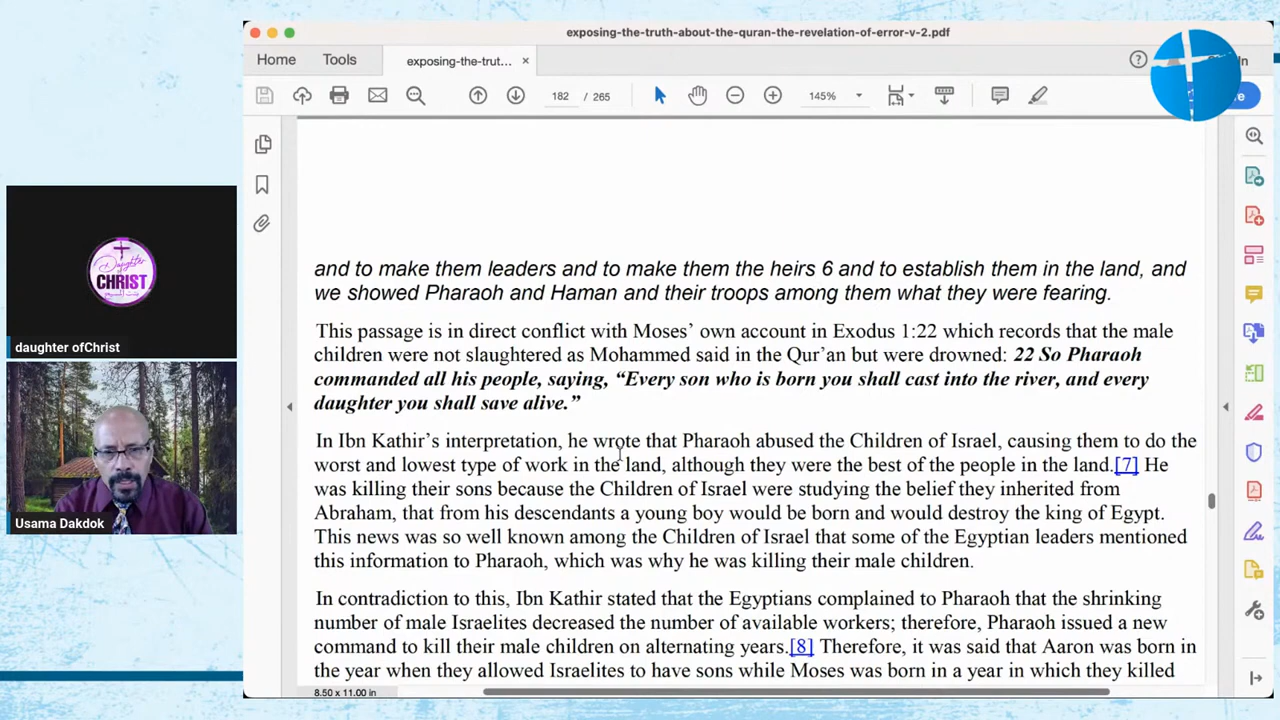 exposing-the-truth-about-the-quran-the-revelation-of-error-v-2.pdf
Home
Tools
exposing-the-trut...
182 / 265
145%
and to make them leaders and to make them the heirs 6 and to establish them in the land, and
we showed Pharaoh and Haman and their troops among them what they were fearing.
This passage is in direct conflict with Moses’ own account in Exodus 1:22 which records that the male
children were not slaughtered as Mohammed said in the Qur’an but were drowned: 22 So Pharaoh
commanded all his people, saying, “Every son who is born you shall cast into the river, and every
daughter you shall save alive.”
In Ibn Kathir’s interpretation, he wrote that Pharaoh abused the Children of Israel, causing them to do the
worst and lowest type of work in the land, although they were the best of the people in the land.[7] He
was killing their sons because the Children of Israel were studying the belief they inherited from
Abraham, that from his descendants a young boy would be born and would destroy the king of Egypt.
This news was so well known among the Children of Israel that some of the Egyptian leaders mentioned
this information to Pharaoh, which was why he was killing their male children.
In contradiction to this, Ibn Kathir stated that the Egyptians complained to Pharaoh that the shrinking
number of male Israelites decreased the number of available workers; therefore, Pharaoh issued a new
command to kill their male children on alternating years.[8] Therefore, it was said that Aaron was born in
the year when they allowed Israelites to have sons while Moses was born in a year in which they killed
8.50 x 11.00 in
Daughter
of
CHRIST
daughter ofChrist
Usama Dakdok